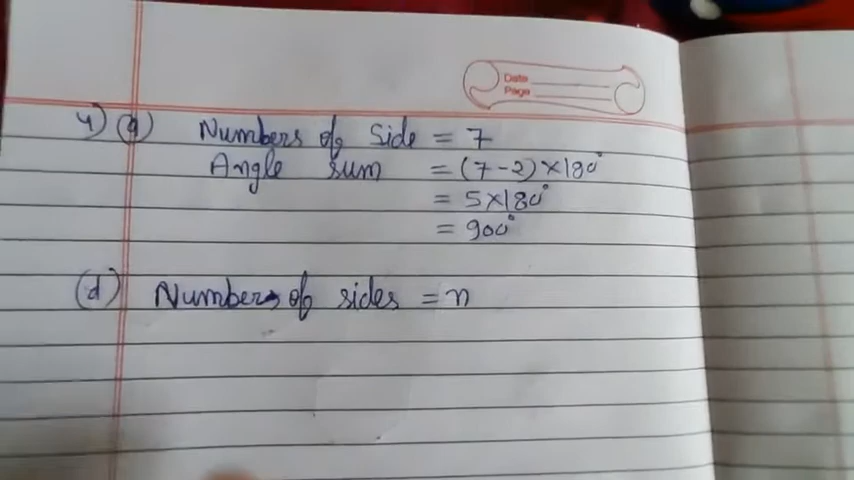 Date
Page
4) (a) Numbers of Side = 7
Angle sum = (7-2)×180°
= 5×180°
= 900°
(d) Numbers of sides = n